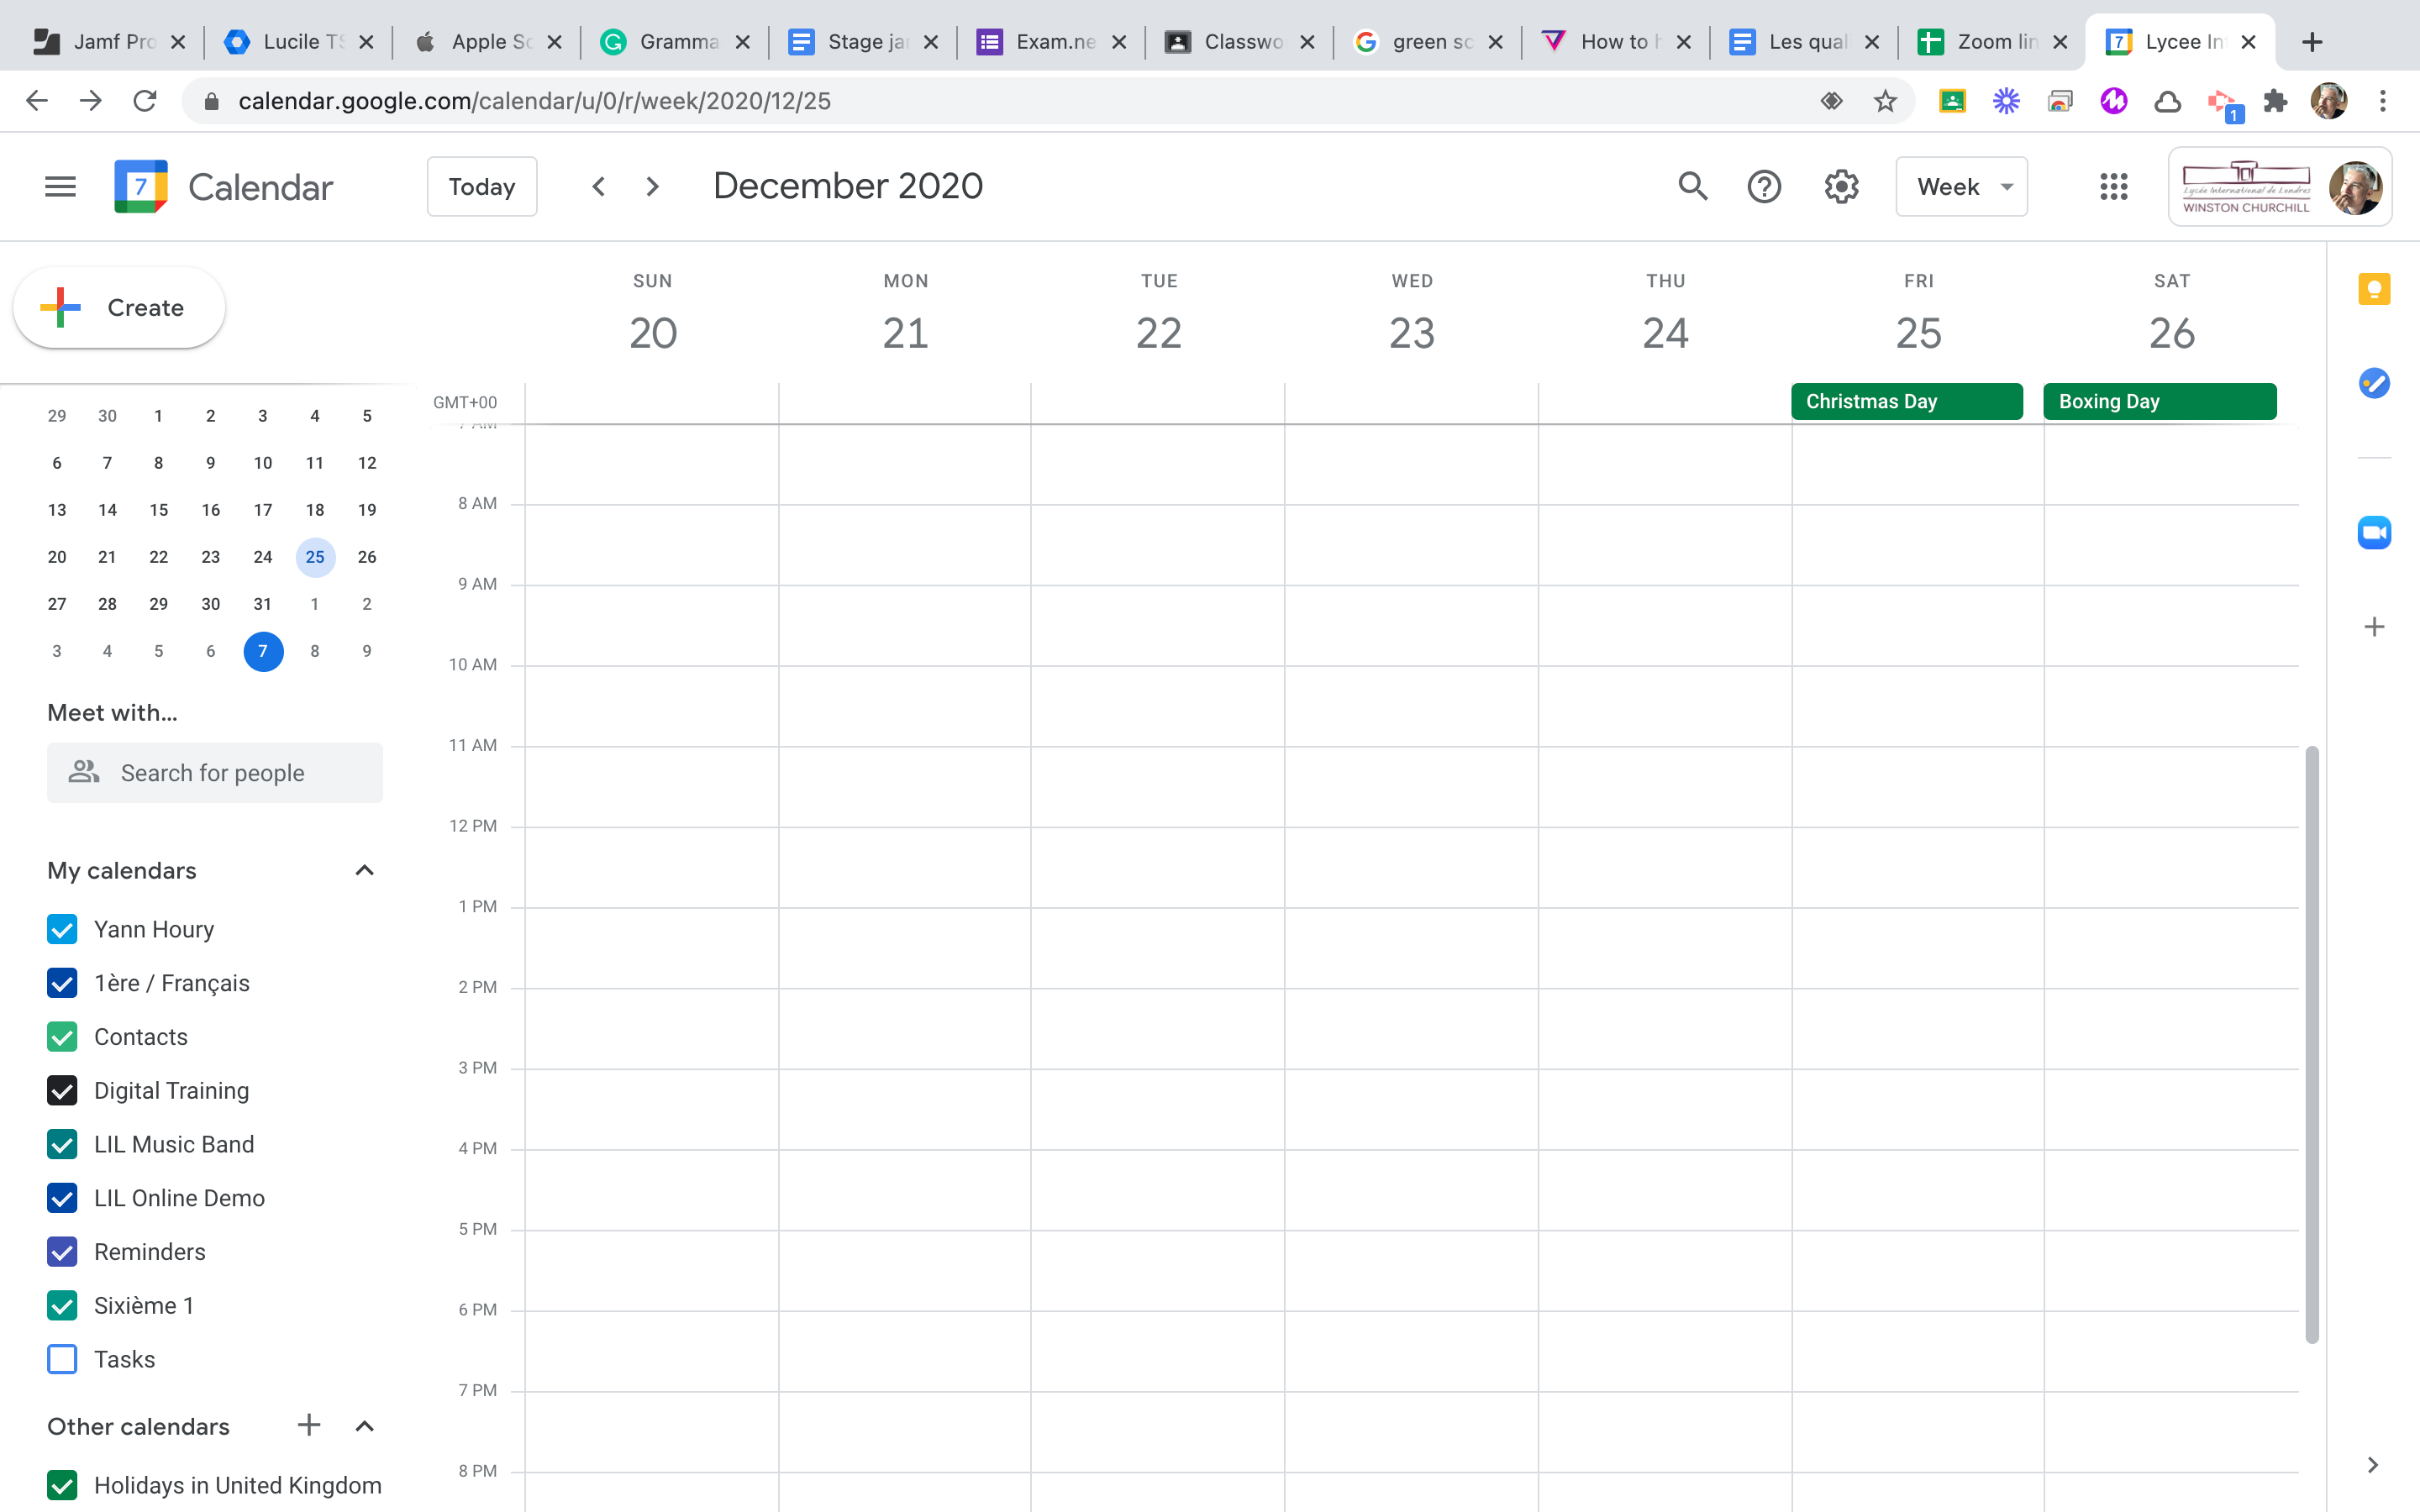 Jamf Pro
Lucile TS
Apple Sc
Gramma
Stage jan
Exam.ne
Classwo
green sc
How to h
Les qual
Zoom lin
Lycee Int
calendar.google.com/calendar/u/0/r/week/2020/12/25
1
7 Calendar
Today
December 2020
Week
Lycée International de Londres
WINSTON CHURCHILL
Create
SUN MON TUE WED THU FRI SAT
20 21 22 23 24 25 26
GMT+00
Christmas Day
Boxing Day
29 30 1 2 3 4 5
6 7 8 9 10 11 12
13 14 15 16 17 18 19
20 21 22 23 24 25 26
27 28 29 30 31 1 2
3 4 5 6 7 8 9
Meet with...
Search for people
My calendars
Yann Houry
1ère / Français
Contacts
Digital Training
LIL Music Band
LIL Online Demo
Reminders
Sixième 1
Tasks
Other calendars
Holidays in United Kingdom
7 AM
8 AM
9 AM
10 AM
11 AM
12 PM
1 PM
2 PM
3 PM
4 PM
5 PM
6 PM
7 PM
8 PM